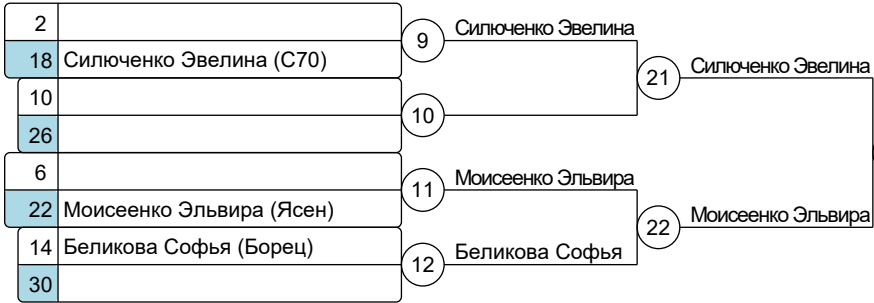 2
9 Силюченко Эвелина
18 Силюченко Эвелина (С70)
21 Силюченко Эвелина
10
10
26
6
11 Моисеенко Эльвира
22 Моисеенко Эльвира (Ясен)
22 Моисеенко Эльвира
14 Беликова Софья (Борец)
12 Беликова Софья
30